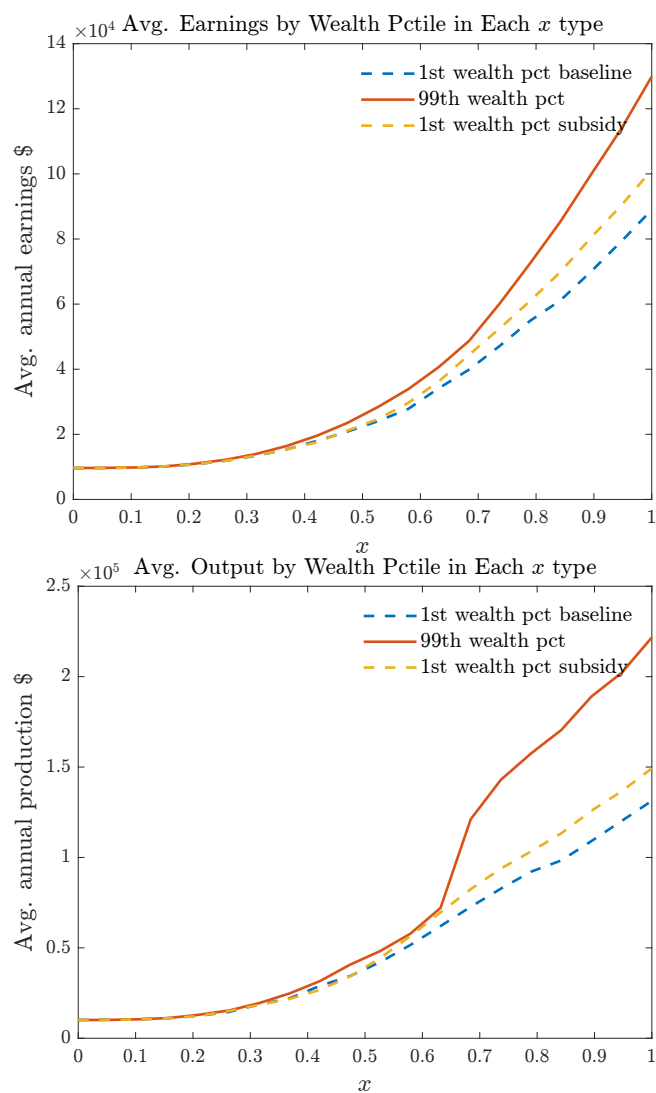 ×10⁴ Avg. Earnings by Wealth Pctile in Each x type
14
12
10
8
6
4
2
0
Avg. annual earnings $
1st wealth pct baseline
99th wealth pct
1st wealth pct subsidy
0 0.1 0.2 0.3 0.4 0.5 0.6 0.7 0.8 0.9 1
x
×10⁵ Avg. Output by Wealth Pctile in Each x type
2.5
2
1.5
1
0.5
0
Avg. annual production $
1st wealth pct baseline
99th wealth pct
1st wealth pct subsidy
0 0.1 0.2 0.3 0.4 0.5 0.6 0.7 0.8 0.9 1
x